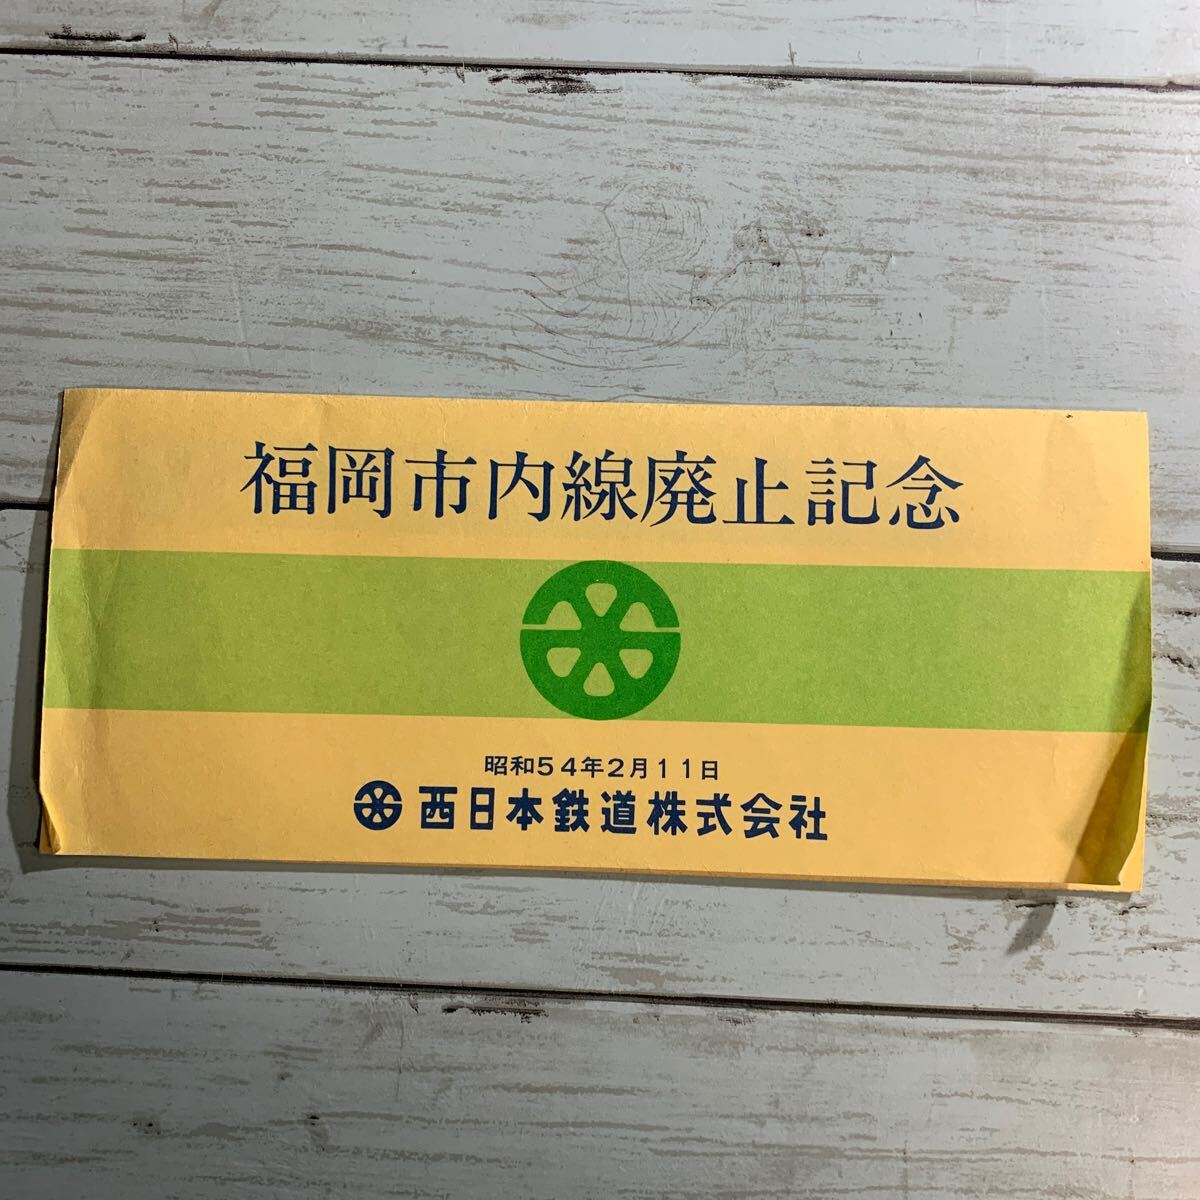 福岡市内線廃止記念
昭和54年2月11日
西日本鉄道株式会社